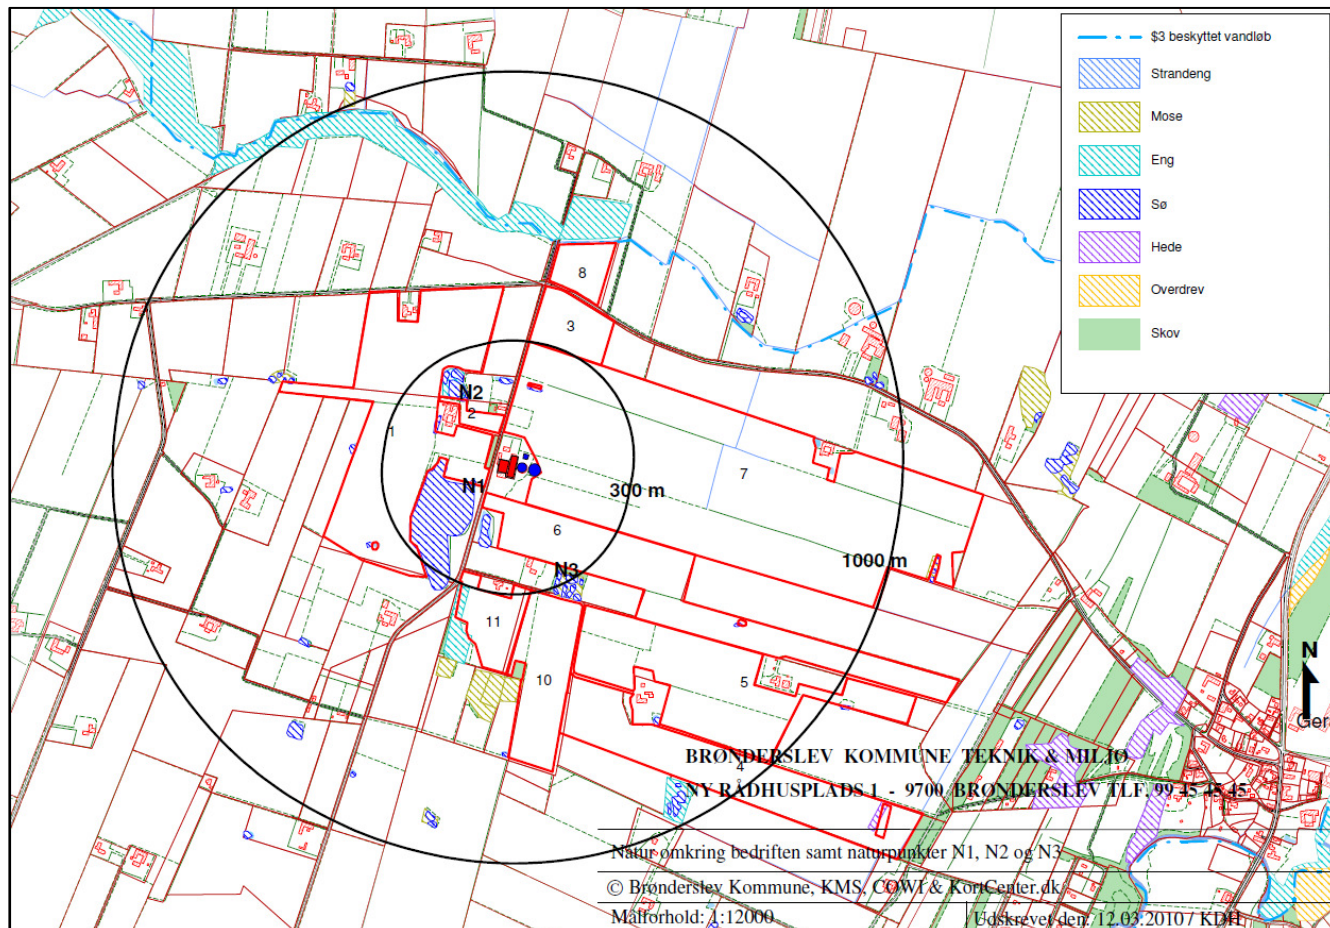 $3 beskyttet vandløb
Strandeng
Mose
Eng
Sø
Hede
Overdrev
Skov
8
3
N2
2
1
7
N1
300 m
6
1000 m
N3
11
10
5
N
Gerå
4
BRØNDERSLEV KOMMUNE TEKNIK & MILJØ
NY RÅDHUSPLADS 1 - 9700 BRØNDERSLEV TLF. 99 45 45 45
Natur omkring bedriften samt naturpunkter N1, N2 og N3
© Brønderslev Kommune, KMS, COWI & KortCenter.dk
Målforhold: 1:12000 Udskrevet den: 12.03.2010 / KDH